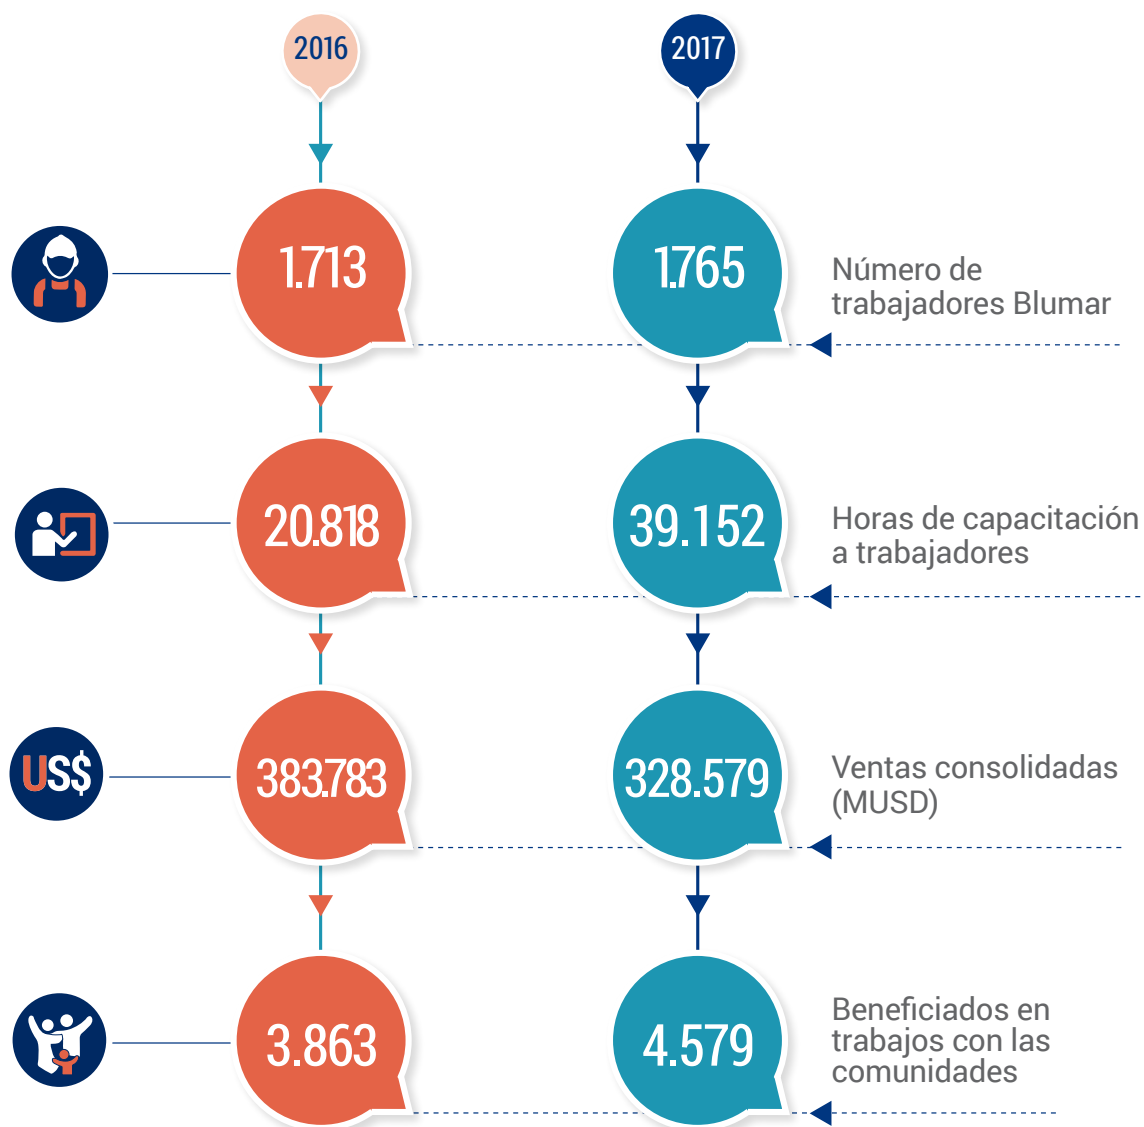 2016
2017
1.713
1.765
Número de
trabajadores Blumar
20.818
39.152
Horas de capacitación
a trabajadores
US$
383.783
328.579
Ventas consolidadas
(MUSD)
3.863
4.579
Beneficiados en
trabajos con las
comunidades